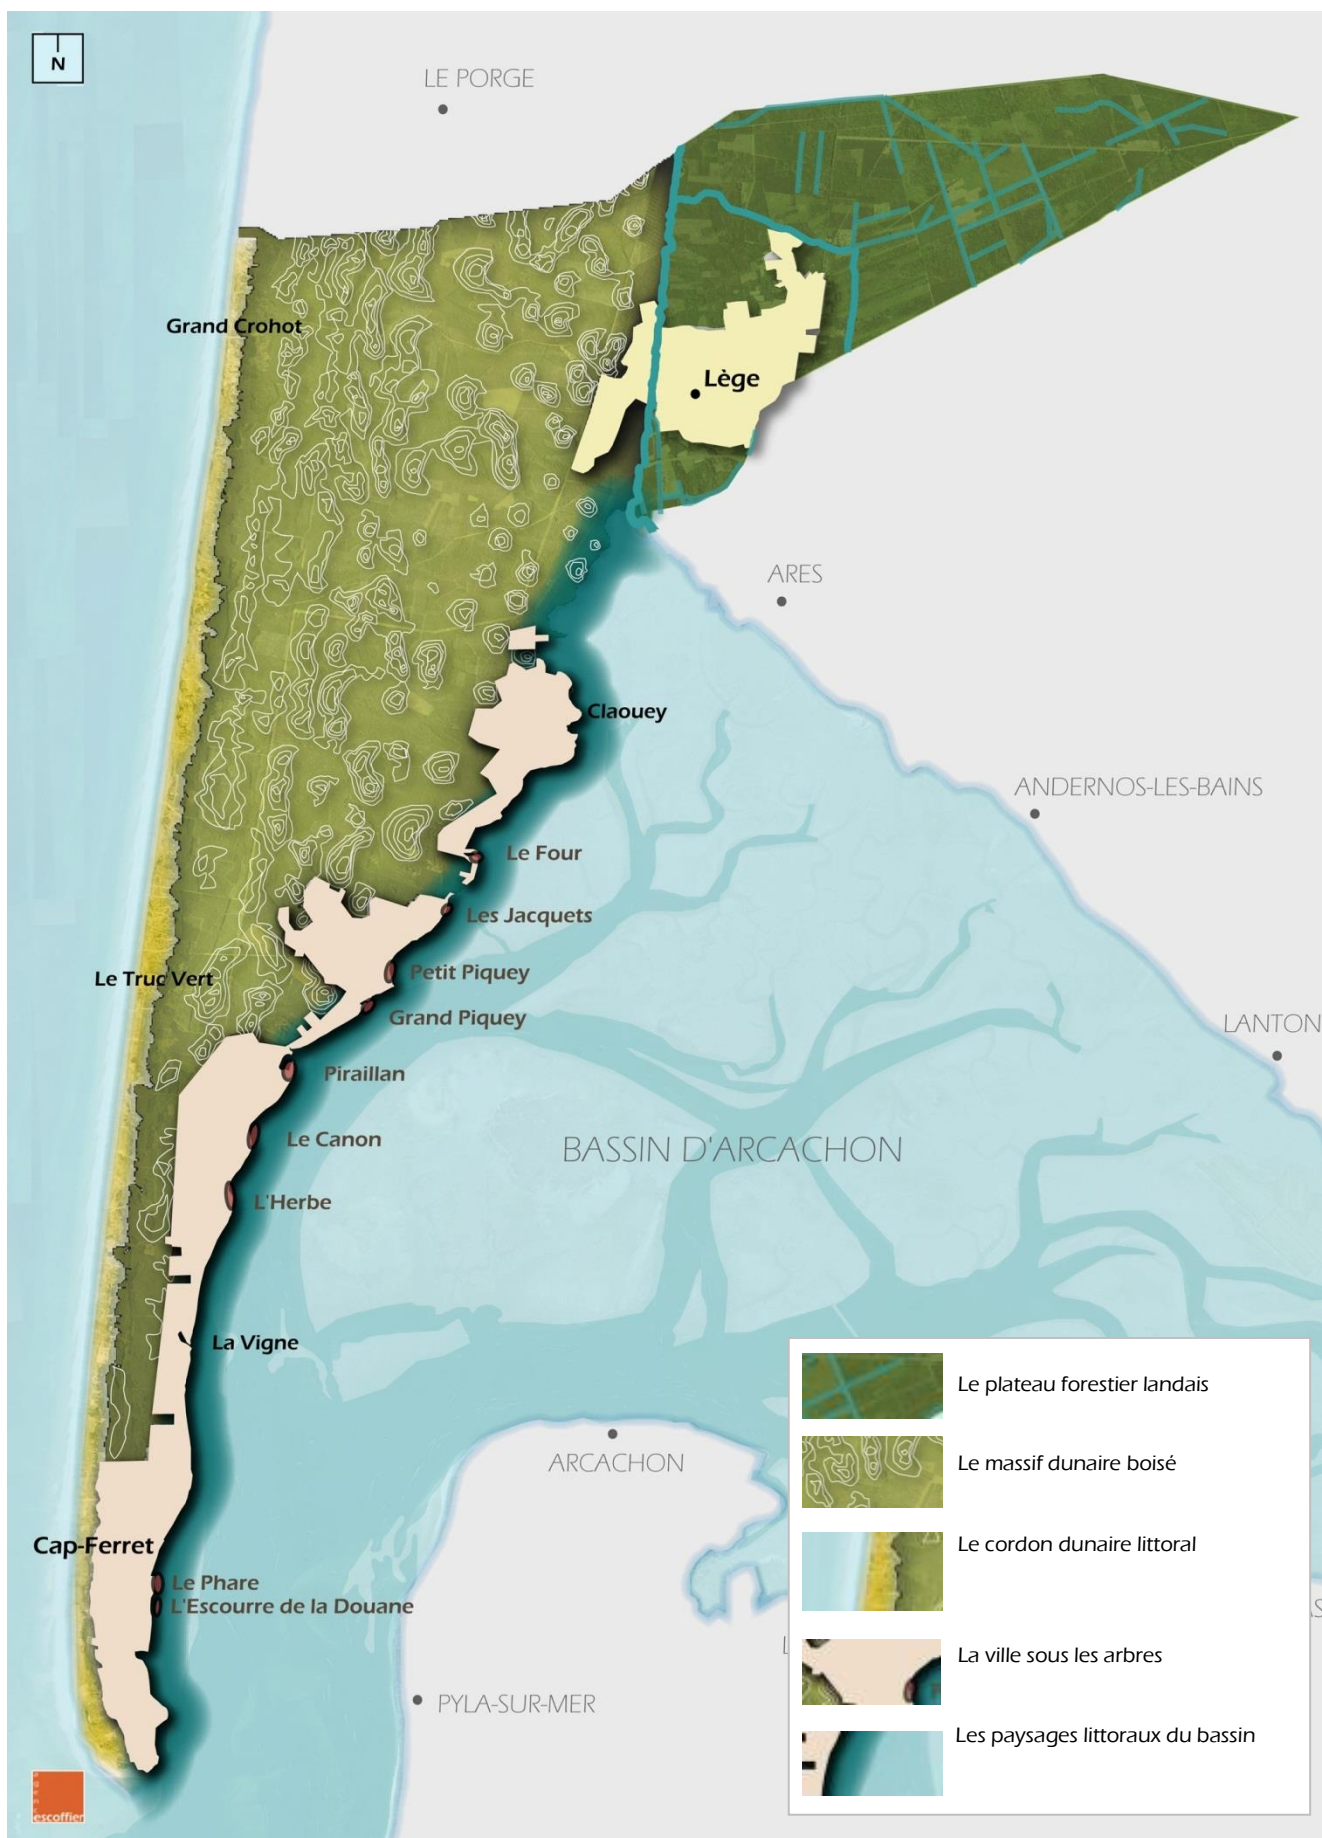 N
LE PORGE
Grand Crohot
Lège
ARES
Claouey
ANDERNOS-LES-BAINS
Le Four
Les Jacquets
Le Truc Vert
Petit Piquey
Grand Piquey
LANTON
Piraillan
Le Canon
BASSIN D'ARCACHON
L'Herbe
La Vigne
Le plateau forestier landais
ARCACHON
Le massif dunaire boisé
Cap-Ferret
Le cordon dunaire littoral
Le Phare
L'Escourre de la Douane
La ville sous les arbres
PYLA-SUR-MER
Les paysages littoraux du bassin
escoffier